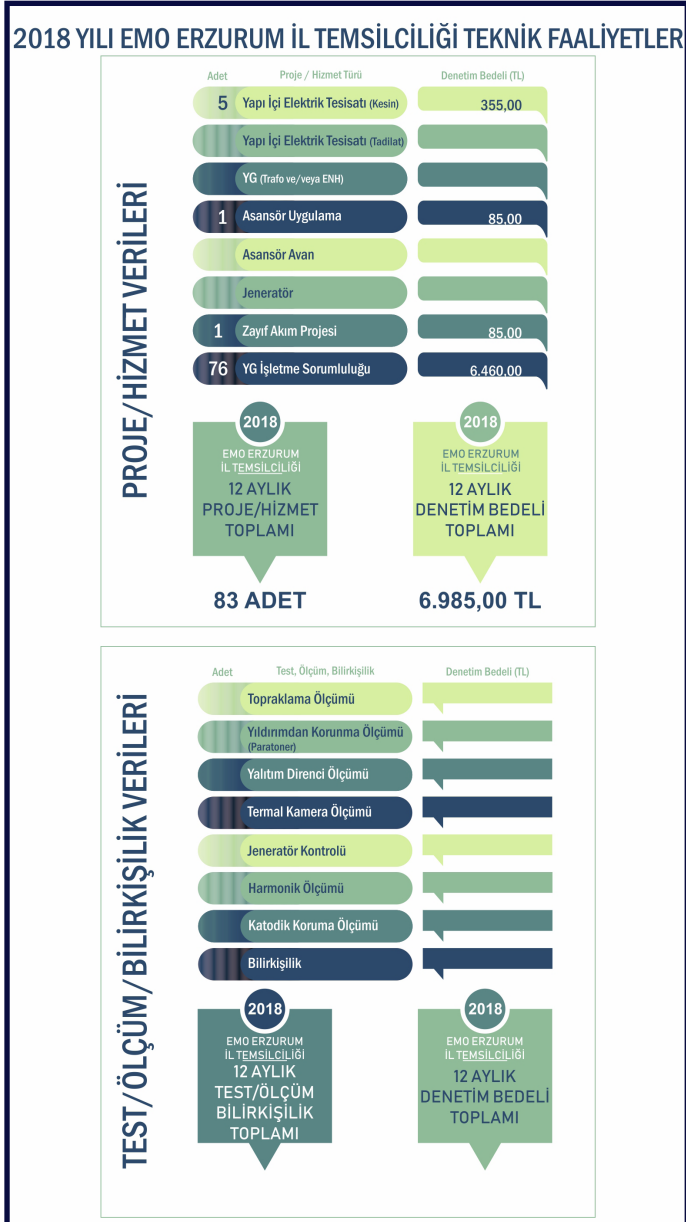 2018 YILI EMO ERZURUM İL TEMSİLCİLİĞİ TEKNİK FAALİYETLER
PROJE/HİZMET VERİLERİ
Adet Proje / Hizmet Türü Denetim Bedeli (TL)
5 Yapı İçi Elektrik Tesisatı (Kesin) 355,00
Yapı İçi Elektrik Tesisatı (Tadilat)
YG (Trafo ve/veya ENH)
1 Asansör Uygulama 85,00
Asansör Avan
Jeneratör
1 Zayıf Akım Projesi 85,00
76 YG İşletme Sorumluluğu 6.460,00
2018
EMO ERZURUM
İL TEMSİLCİLİĞİ
12 AYLIK
PROJE/HİZMET
TOPLAMI
83 ADET
2018
EMO ERZURUM
İL TEMSİLCİLİĞİ
12 AYLIK
DENETİM BEDELİ
TOPLAMI
6.985,00 TL
TEST/ÖLÇÜM/BİLİRKİŞİLİK VERİLERİ
Adet Test, Ölçüm, Bilirkişilik Denetim Bedeli (TL)
Topraklama Ölçümü
Yıldırımdan Korunma Ölçümü
(Paratoner)
Yalıtım Direnci Ölçümü
Termal Kamera Ölçümü
Jeneratör Kontrolü
Harmonik Ölçümü
Katodik Koruma Ölçümü
Bilirkişilik
2018
EMO ERZURUM
İL TEMSİLCİLİĞİ
12 AYLIK
TEST/ÖLÇÜM
BİLİRKİŞİLİK
TOPLAMI
2018
EMO ERZURUM
İL TEMSİLCİLİĞİ
12 AYLIK
DENETİM BEDELİ
TOPLAMI